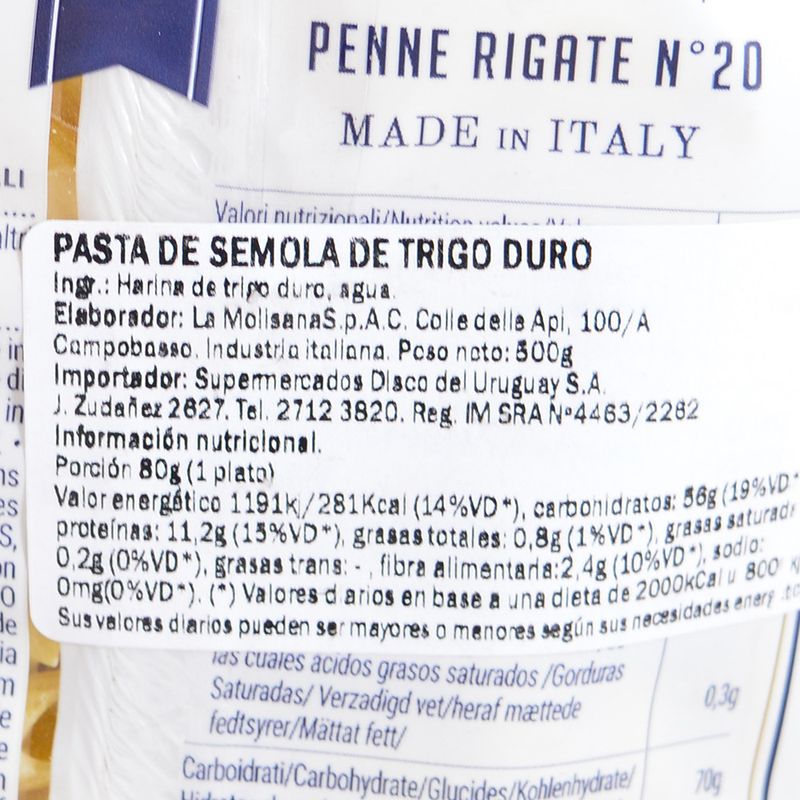 PENNE RIGATE N°20
MADE IN ITALY
LLI
Valori nutrizionali/Nutrition values/
altr
PASTA DE SEMOLA DE TRIGO DURO
Ingr.: Harina de trigo duro, agua.
Elaborador: La MolisanaS.p.A.C. Colle delle Api, 100/A
Campobasso. Industria italiana. Peso neto: 500g
Importador: Supermercados Disco del Uruguay S.A.
J. Zudañez 2627. Tel. 2712 3820. Reg. IM SRA Nº4463/2262
Información nutricional.
Porción 80g (1 plato)
Valor energético 1191kj/281Kcal (14%VD*), carbohidratos: 56g (19%VD*
proteínas: 11,2g (15%VD*), grasas totales: 0,8g (1%VD*), grasas saturad
0,2g (0%VD*), grasas trans: - , fibra alimentaria:2,4g (10%VD*), sodio:
0mg(0%VD*). (*) Valores diarios en base a una dieta de 2000kCal u 800 kj
Sus valores diarios pueden ser mayores o menores según sus necesidades energ
las cuales ácidos grasos saturados /Gorduras
Saturadas/ Verzadigd vet/heraf mættede
fedtsyrer/Mättat fett/
0,3g
Carboidrati/Carbohydrate/Glucides/Kohlenhydrate/
70g